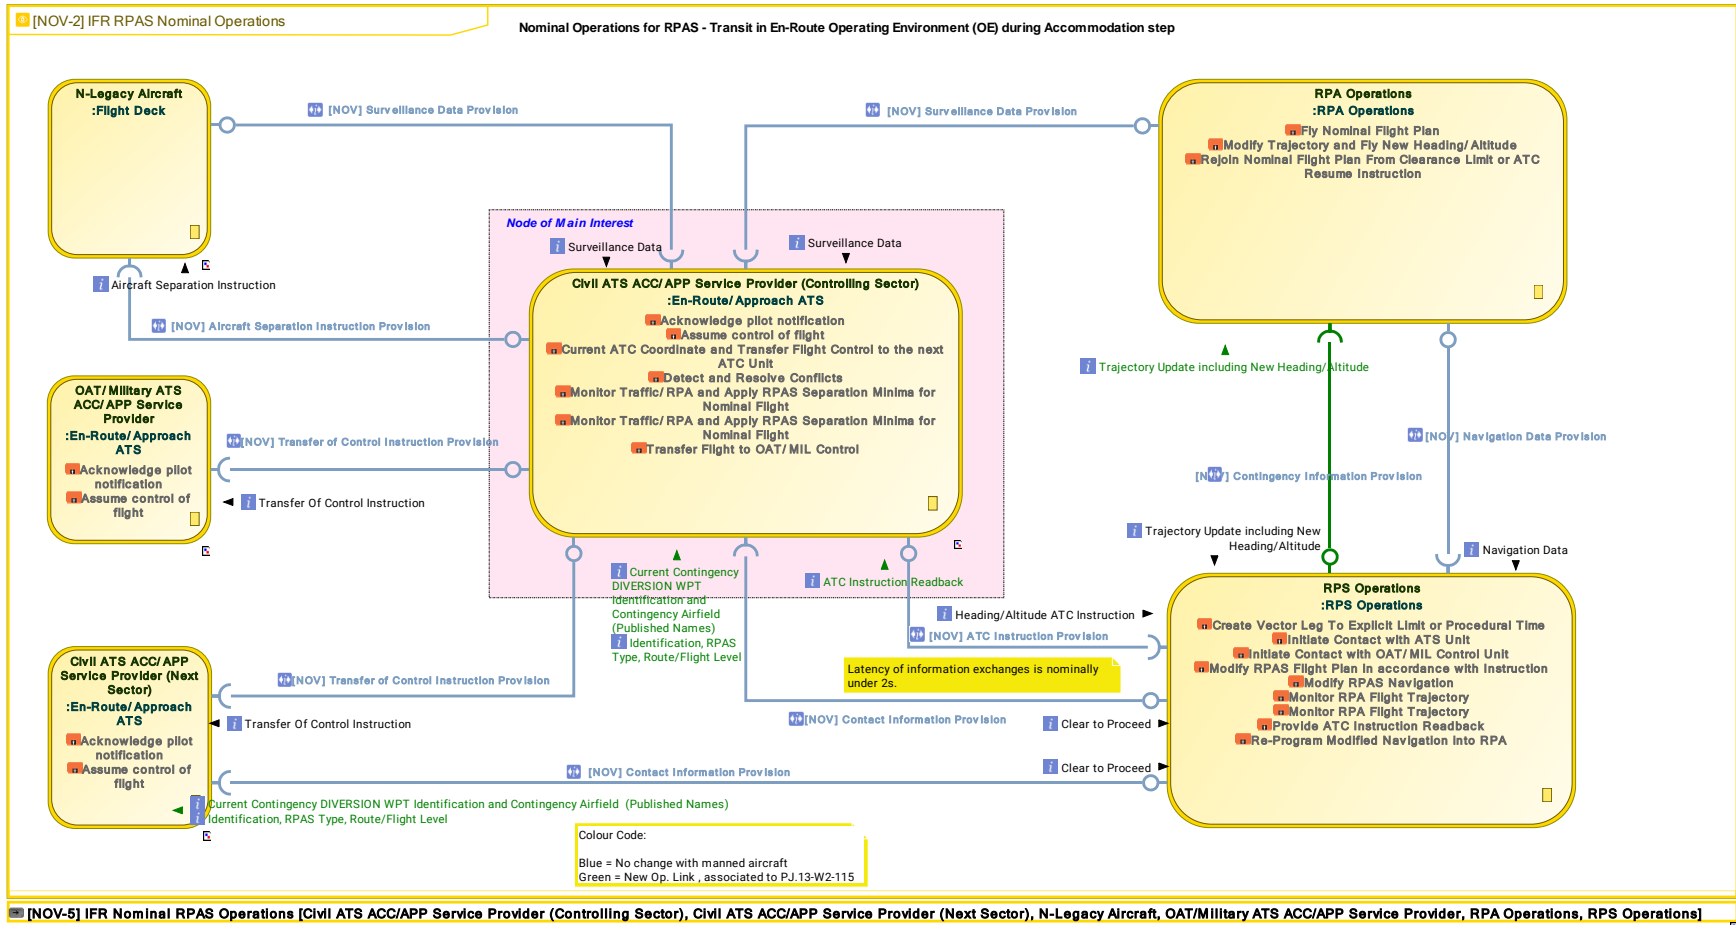 [NOV-2] IFR RPAS Nominal Operations
Nominal Operations for RPAS - Transit in En-Route Operating Environment (OE) during Accommodation step
N-Legacy Aircraft
:Flight Deck
[NOV] Surveillance Data Provision
[NOV] Surveillance Data Provision
RPA Operations
:RPA Operations
Fly Nominal Flight Plan
Modify Trajectory and Fly New Heading/Altitude
Rejoin Nominal Flight Plan From Clearance Limit or ATC
Resume Instruction
Node of Main Interest
Surveillance Data
Surveillance Data
Aircraft Separation Instruction
[NOV] Aircraft Separation Instruction Provision
Civil ATS ACC/APP Service Provider (Controlling Sector)
:En-Route/Approach ATS
Acknowledge pilot notification
Assume control of flight
Current ATC Coordinate and Transfer Flight Control to the next
ATC Unit
Detect and Resolve Conflicts
Monitor Traffic/RPA and Apply RPAS Separation Minima for
Nominal Flight
Monitor Traffic/RPA and Apply RPAS Separation Minima for
Nominal Flight
Transfer Flight to OAT/MIL Control
Trajectory Update including New Heading/Altitude
OAT/Military ATS
ACC/APP Service
Provider
:En-Route/Approach
ATS
Acknowledge pilot
notification
Assume control of
flight
[NOV] Transfer of Control Instruction Provision
Transfer Of Control Instruction
[NOV] Navigation Data Provision
[NOV] Contingency Information Provision
Trajectory Update including New
Heading/Altitude
Navigation Data
Current Contingency
DIVERSION WPT
Identification and
Contingency Airfield
(Published Names)
Identification, RPAS
Type, Route/Flight Level
ATC Instruction Readback
Heading/Altitude ATC Instruction
[NOV] ATC Instruction Provision
Latency of information exchanges is nominally
under 2s.
RPS Operations
:RPS Operations
Create Vector Leg To Explicit Limit or Procedural Time
Initiate Contact with ATS Unit
Initiate Contact with OAT/MIL Control Unit
Modify RPAS Flight Plan in accordance with Instruction
Modify RPAS Navigation
Monitor RPA Flight Trajectory
Monitor RPA Flight Trajectory
Provide ATC Instruction Readback
Re-Program Modified Navigation into RPA
Civil ATS ACC/APP
Service Provider (Next
Sector)
:En-Route/Approach
ATS
Acknowledge pilot
notification
Assume control of
flight
[NOV] Transfer of Control Instruction Provision
Transfer Of Control Instruction
[NOV] Contact Information Provision
Clear to Proceed
[NOV] Contact Information Provision
Clear to Proceed
Current Contingency DIVERSION WPT Identification and Contingency Airfield (Published Names)
Identification, RPAS Type, Route/Flight Level
Colour Code:
Blue = No change with manned aircraft
Green = New Op. Link , associated to PJ.13-W2-115
[NOV-5] IFR Nominal RPAS Operations [Civil ATS ACC/APP Service Provider (Controlling Sector), Civil ATS ACC/APP Service Provider (Next Sector), N-Legacy Aircraft, OAT/Military ATS ACC/APP Service Provider, RPA Operations, RPS Operations]